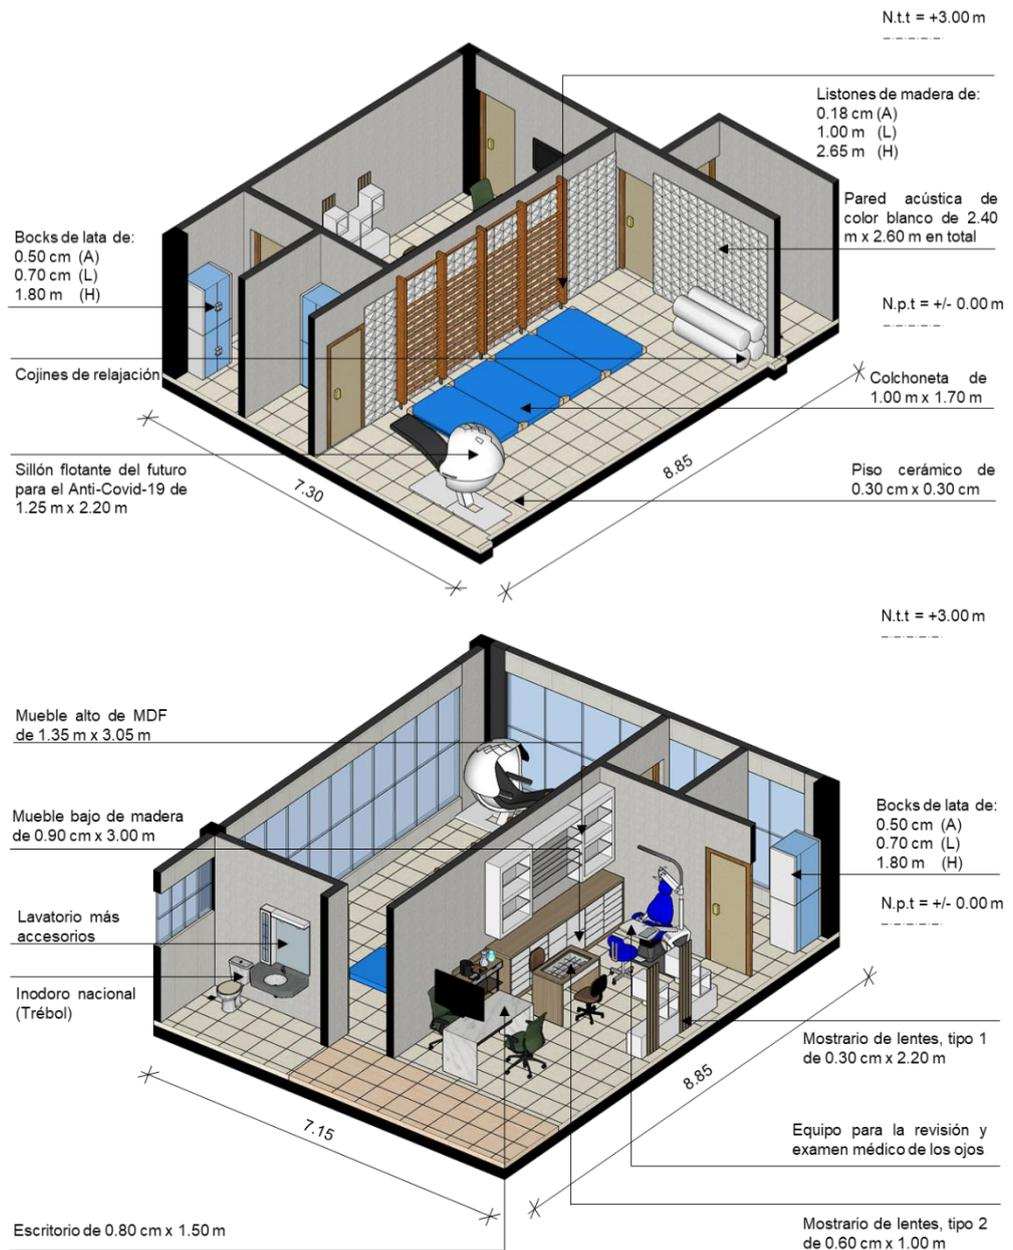 N.t.t = +3.00 m
Listones de madera de:
0.18 cm (A)
1.00 m (L)
2.65 m (H)
Pared acústica de
color blanco de 2.40
m x 2.60 m en total
Bocks de lata de:
0.50 cm (A)
0.70 cm (L)
1.80 m (H)
N.p.t = +/- 0.00 m
Cojines de relajación
Colchoneta de
1.00 m x 1.70 m
Sillón flotante del futuro
para el Anti-Covid-19 de
1.25 m x 2.20 m
7.30
8.85
Piso cerámico de
0.30 cm x 0.30 cm
N.t.t = +3.00 m
Mueble alto de MDF
de 1.35 m x 3.05 m
Mueble bajo de madera
de 0.90 cm x 3.00 m
Bocks de lata de:
0.50 cm (A)
0.70 cm (L)
1.80 m (H)
N.p.t = +/- 0.00 m
Lavatorio más
accesorios
Inodoro nacional
(Trébol)
7.15
8.85
Mostrario de lentes, tipo 1
de 0.30 cm x 2.20 m
Equipo para la revisión y
examen médico de los ojos
Escritorio de 0.80 cm x 1.50 m
Mostrario de lentes, tipo 2
de 0.60 cm x 1.00 m